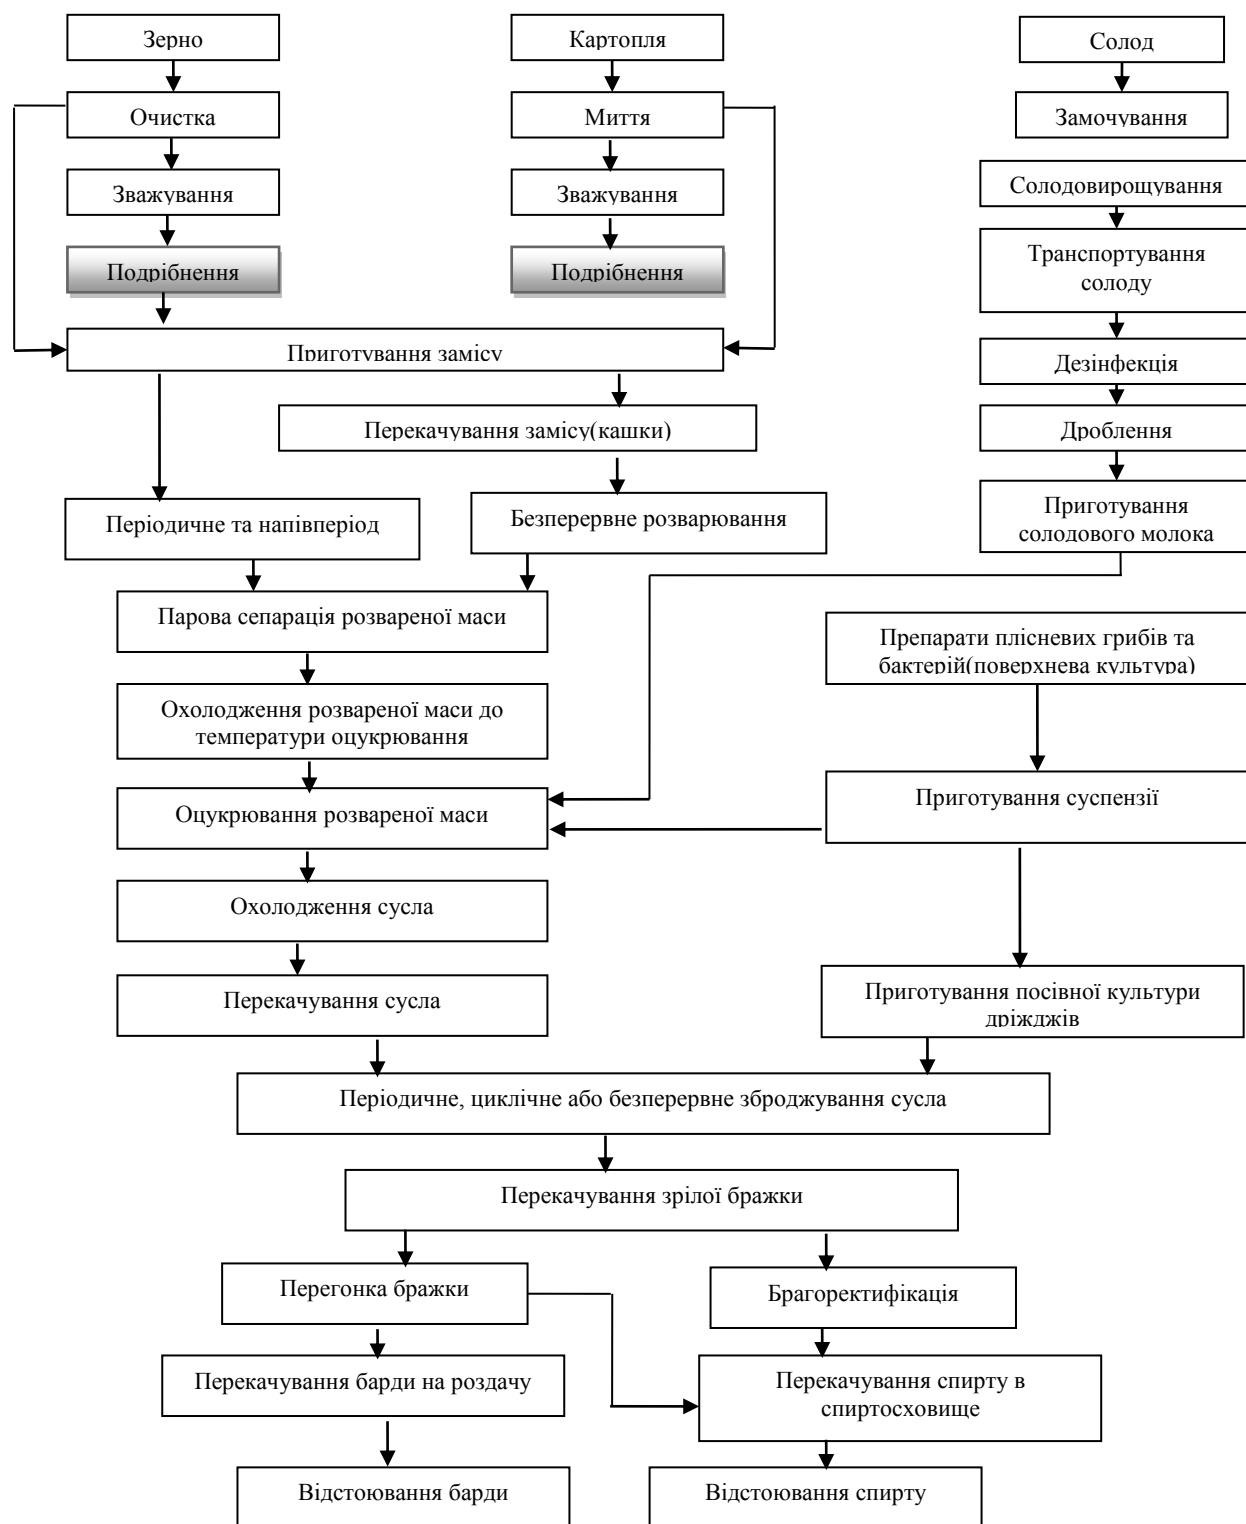 Зерно
Картопля
Солод
Очистка
Миття
Замочування
Зважування
Зважування
Солодовирощування
Подрібнення
Подрібнення
Транспортування
солоду
Приготування замісу
Дезінфекція
Перекачування замісу(кашки)
Дроблення
Періодичне та напівперіод
Безперервне розварювання
Приготування
солодового молока
Парова сепарація розвареної маси
Препарати плісневих грибів та
бактерій(поверхнева культура)
Охолодження розвареної маси до
температури оцукрювання
Оцукрювання розвареної маси
Приготування суспензії
Охолодження сусла
Перекачування сусла
Приготування посівної культури
дріжджів
Періодичне, циклічне або безперервне зброджування сусла
Перекачування зрілої бражки
Перегонка бражки
Брагоректифікація
Перекачування барди на роздачу
Перекачування спирту в
спиртосховище
Відстоювання барди
Відстоювання спирту